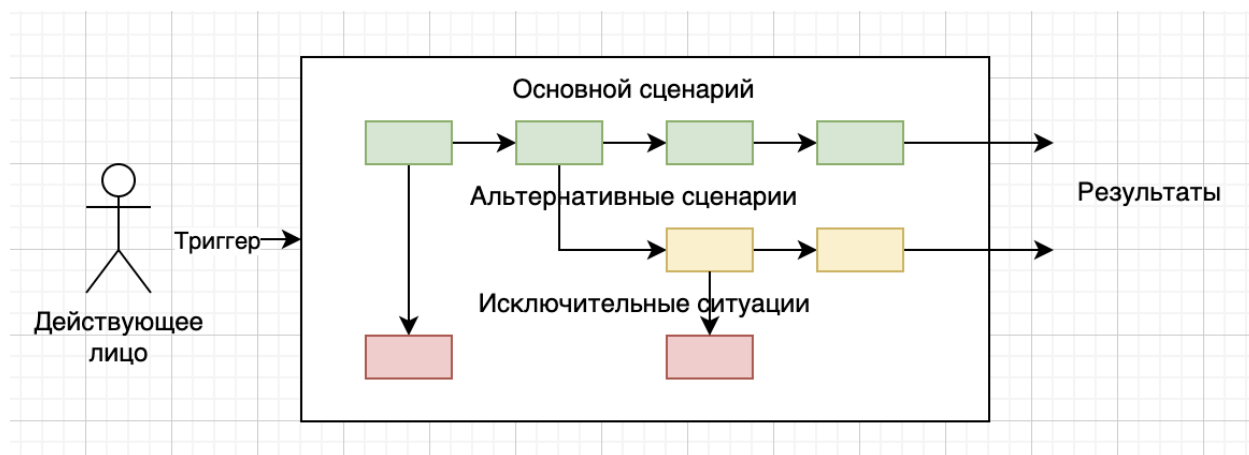 Основной сценарий
Альтернативные сценарии
Результаты
Триггер
Исключительные ситуации
Действующее
лицо